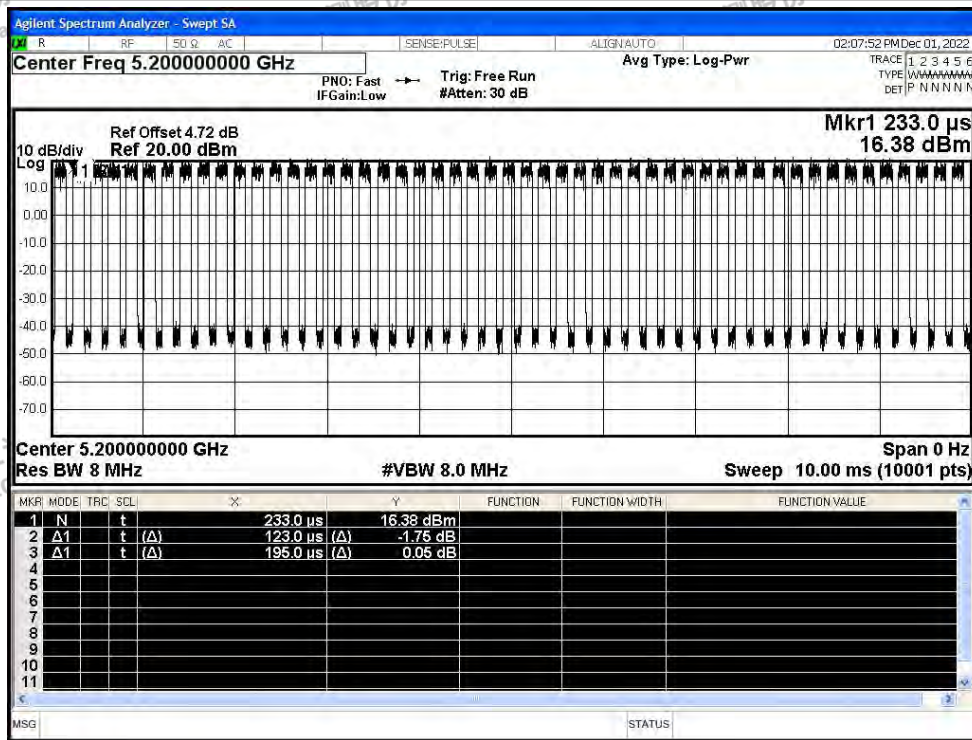 Agilent Spectrum Analyzer - Swept SA
R RF 50 Ω AC SENSE:PULSE ALIGN AUTO 02:07:52 PM Dec 01, 2022
Center Freq 5.200000000 GHz Avg Type: Log-Pwr TRACE 1 2 3 4 5 6
TYPE
PNO: Fast Trig: Free Run DET P N N N N N
IFGain:Low #Atten: 30 dB
Mkr1 233.0 µs
Ref Offset 4.72 dB
10 dB/div Ref 20.00 dBm 16.38 dBm
Log
10.0
0.00
-10.0
-20.0
-30.0
-40.0
-50.0
-60.0
-70.0
Center 5.200000000 GHz Span 0 Hz
Res BW 8 MHz #VBW 8.0 MHz Sweep 10.00 ms (10001 pts)
MKR MODE TRC SCL X Y FUNCTION FUNCTION WIDTH FUNCTION VALUE
1 N t 233.0 µs 16.38 dBm
2 Δ1 t (Δ) 123.0 µs (Δ) -1.75 dB
3 Δ1 t (Δ) 195.0 µs (Δ) 0.05 dB
4
5
6
7
8
9
10
11
MSG STATUS